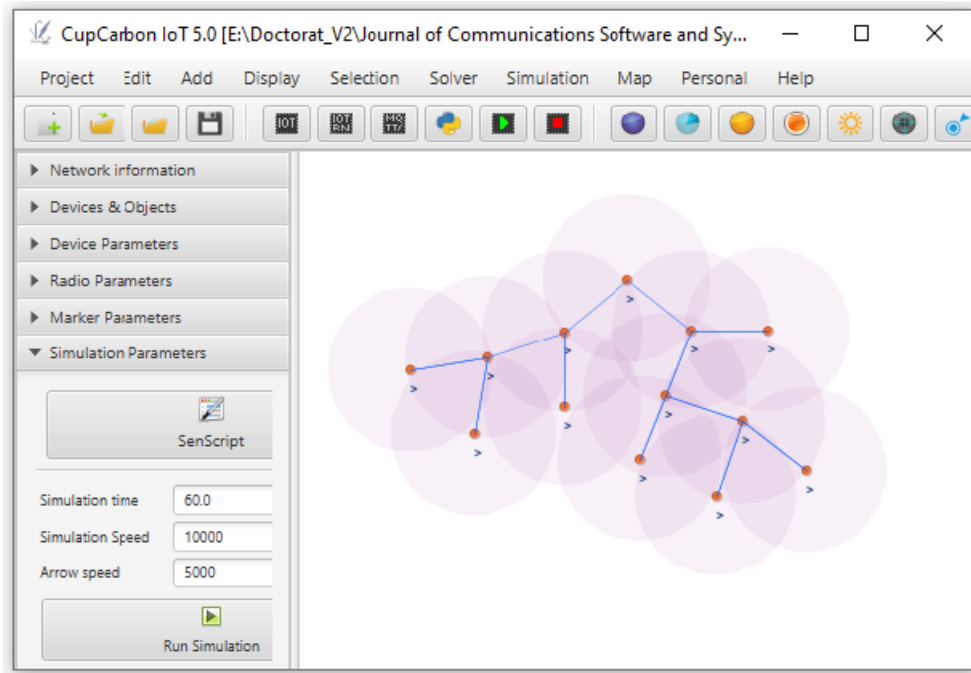 CupCarbon IoT 5.0 [E:\Doctorat_V2\Journal of Communications Software and Sy...
Project Edit Add Display Selection Solver Simulation Map Personal Help
IOT IOT RN MQ TT/
Network information
Devices & Objects
Device Parameters
Radio Parameters
Marker Parameters
Simulation Parameters
SenScript
Simulation time 60.0
Simulation Speed 10000
Arrow speed 5000
Run Simulation
>
>
>
>
>
>
>
>
>
>
>
>
>